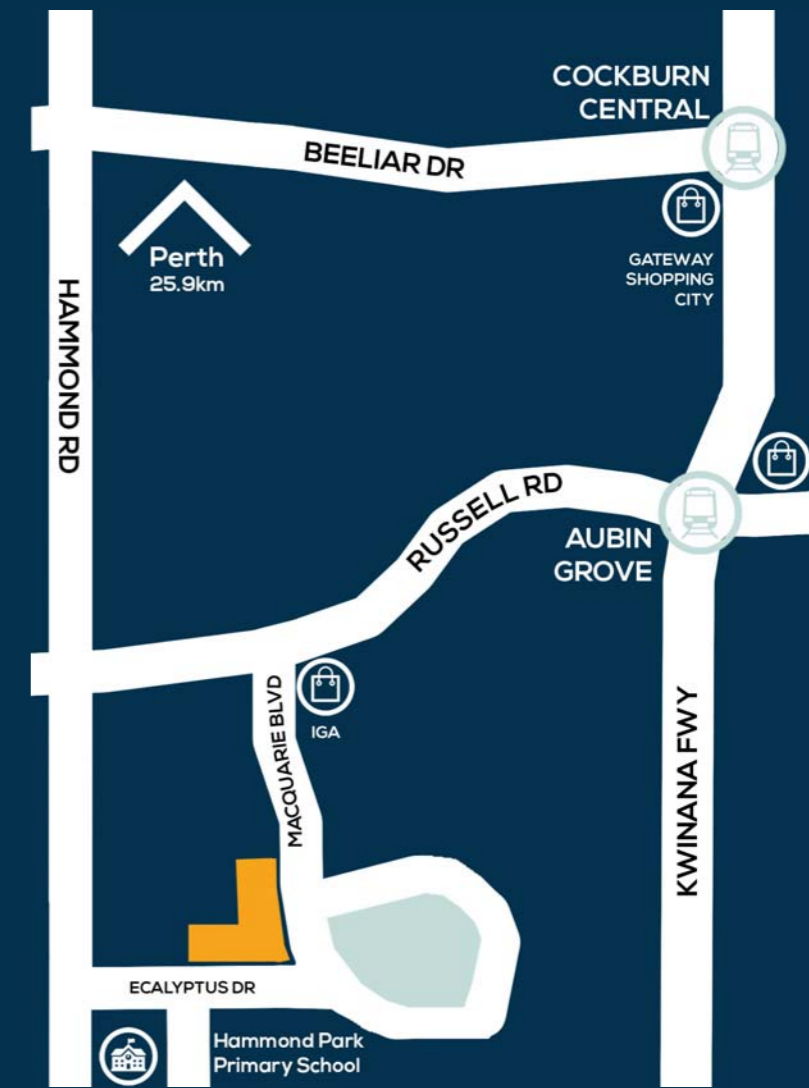 COCKBURN
CENTRAL
BEELIAR DR
Perth
25.9km
GATEWAY
SHOPPING
CITY
HAMMOND RD
RUSSELL RD
AUBIN
GROVE
MACQUARIE BLVD
IGA
KWINANA FWY
ECALYPTUS DR
Hammond Park
Primary School